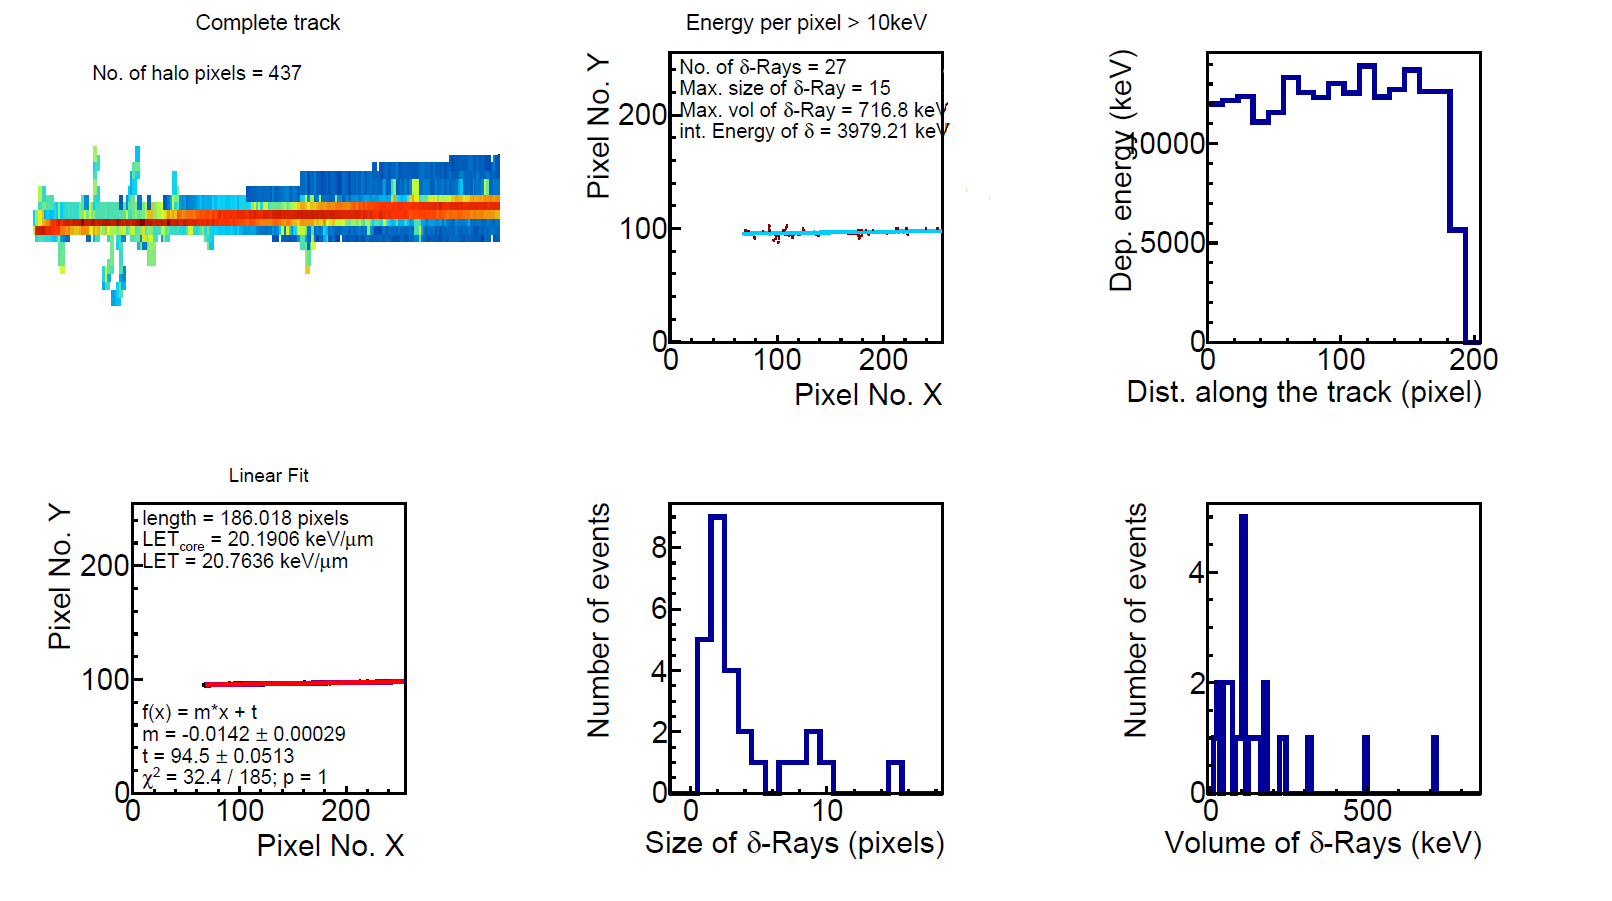 Complete track
No. of halo pixels = 437
Energy per pixel > 10keV
No. of δ-Rays = 27
Max. size of δ-Ray = 15
Max. vol of δ-Ray = 716.8 keV
int. Energy of δ = 3979.21 keV
Pixel No. Y
200
100
0
0 100 200
Pixel No. X
Dep. energy (keV)
10000
5000
0
0 100 200
Dist. along the track (pixel)
Linear Fit
length = 186.018 pixels
LETcore = 20.1906 keV/μm
LET = 20.7636 keV/μm
Pixel No. Y
200
100
0
f(x) = m*x + t
m = -0.0142 ± 0.00029
t = 94.5 ± 0.0513
χ² = 32.4 / 185; p = 1
0 100 200
Pixel No. X
Number of events
8
6
4
2
0
0 10
Size of δ-Rays (pixels)
Number of events
4
2
0
0 500
Volume of δ-Rays (keV)